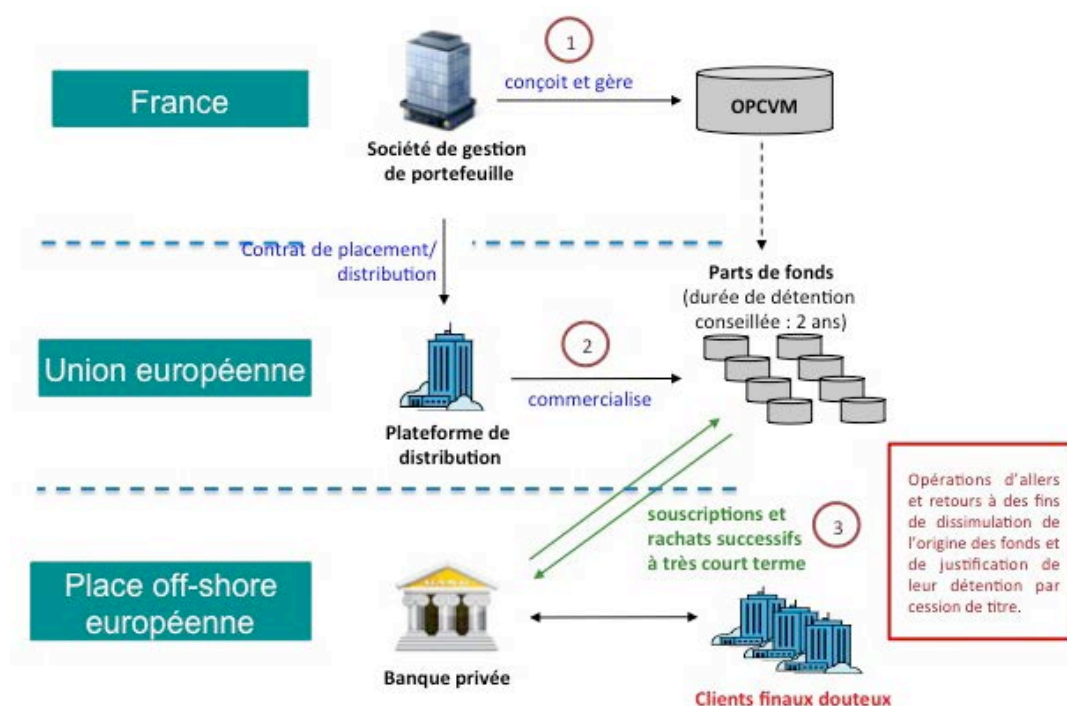 France
1
conçoit et gère
OPCVM
Société de gestion
de portefeuille
Contrat de placement/
distribution
Parts de fonds
(durée de détention
conseillée : 2 ans)
Union européenne
2
commercialise
Plateforme de
distribution
souscriptions et
rachats successifs
à très court terme
3
Opérations d'allers
et retours à des fins
de dissimulation de
l'origine des fonds et
de justification de
leur détention par
cession de titre.
Place off-shore
européenne
Banque privée
Clients finaux douteux